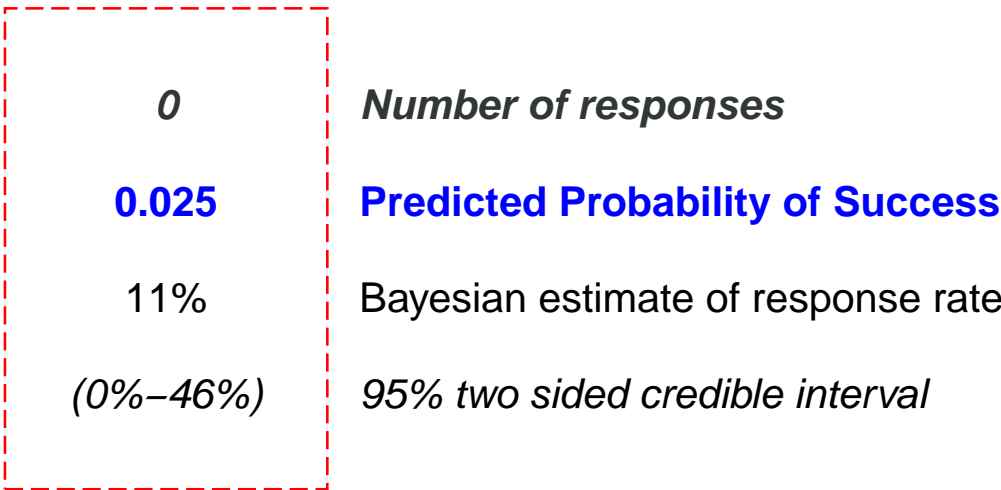 0 Number of responses
0.025 Predicted Probability of Success
11% Bayesian estimate of response rate
(0%–46%) 95% two sided credible interval